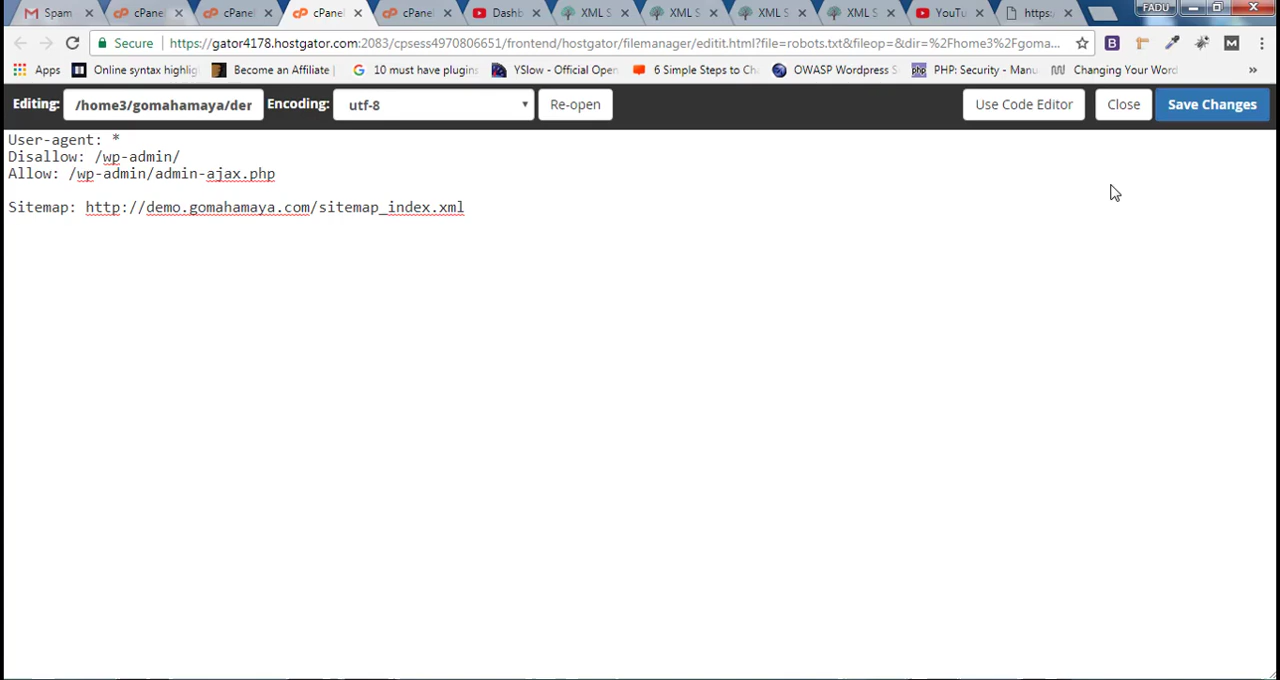 Spam
cPanel
cPanel
cPanel
cPanel
Dashb
XML S
XML S
XML S
XML S
YouTu
https:
FADU
Secure
https://gator4178.hostgator.com:2083/cpsess4970806651/frontend/hostgator/filemanager/editit.html?file=robots.txt&fileop=&dir=%2Fhome3%2Fgoma...
Apps
Online syntax highlig
Become an Affiliate |
10 must have plugins
YSlow - Official Open
6 Simple Steps to Ch
OWASP Wordpress S
PHP: Security - Manu
Changing Your Word
»
Editing: /home3/gomahamaya/der Encoding: utf-8 Re-open Use Code Editor Close Save Changes
User-agent: *
Disallow: /wp-admin/
Allow: /wp-admin/admin-ajax.php
Sitemap: http://demo.gomahamaya.com/sitemap_index.xml